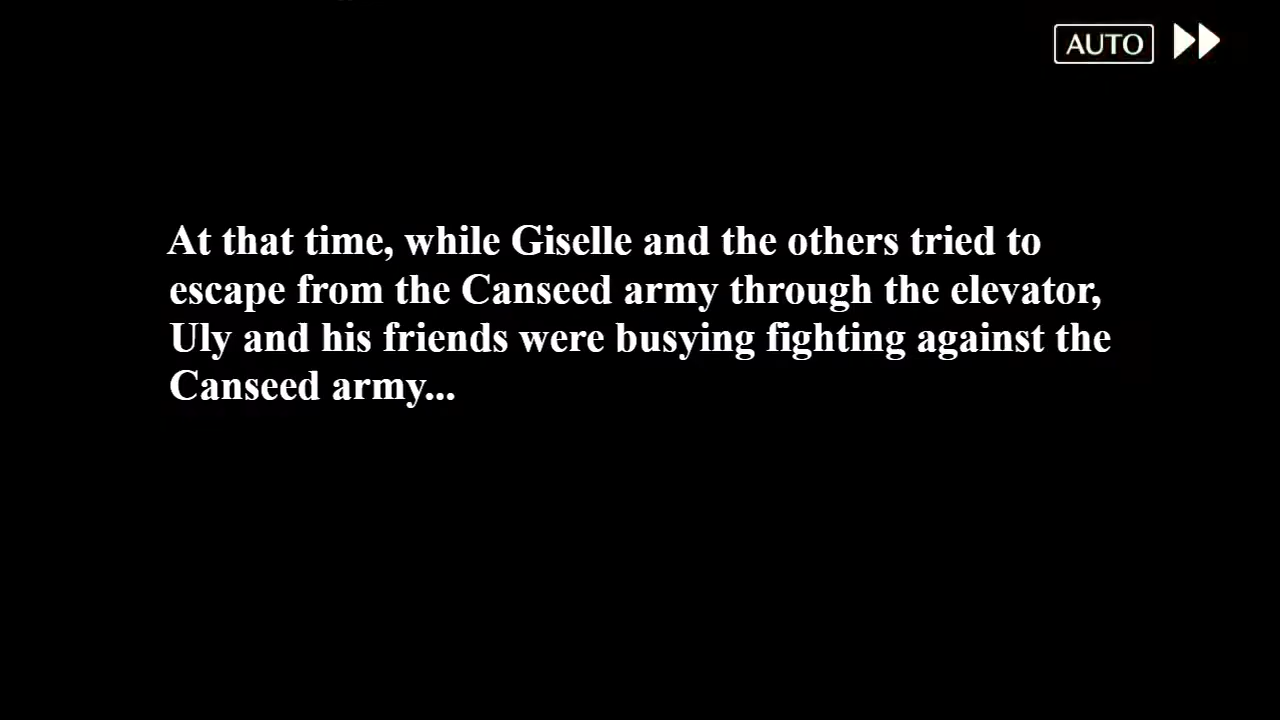 AUTO
At that time, while Giselle and the others tried to
escape from the Canseed army through the elevator,
Uly and his friends were busying fighting against the
Canseed army...